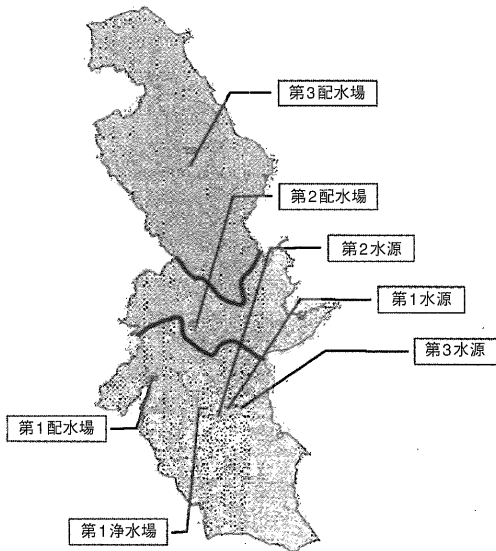 第3配水場
第2配水場
第2水源
第1水源
第3水源
第1配水場
第1浄水場